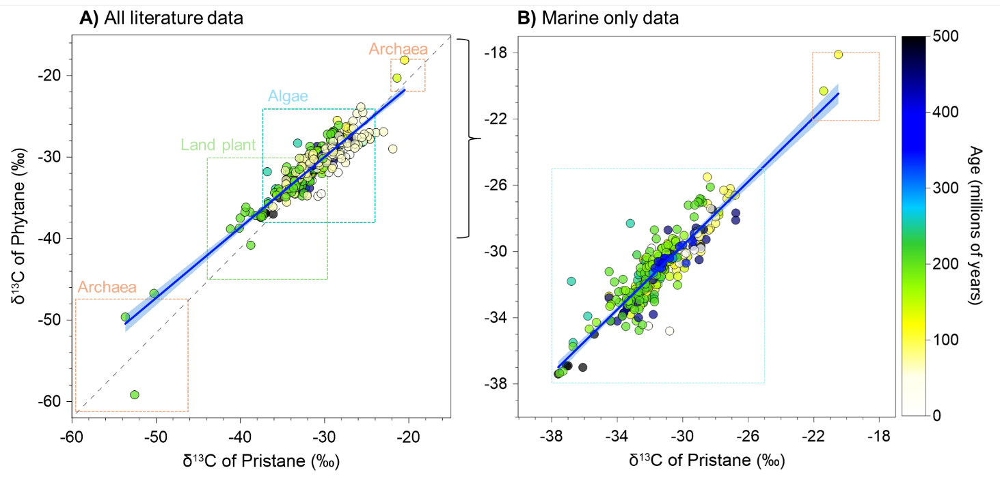 A) All literature data
B) Marine only data
Archaea
Algae
Land plant
Archaea
-20
-30
-40
-50
-60
-60
-50
-40
-30
-20
δ¹³C of Phytane (‰)
δ¹³C of Pristane (‰)
-18
-22
-26
-30
-34
-38
-38
-34
-30
-26
-22
-18
δ¹³C of Pristane (‰)
500
400
300
200
100
0
Age (millions of years)